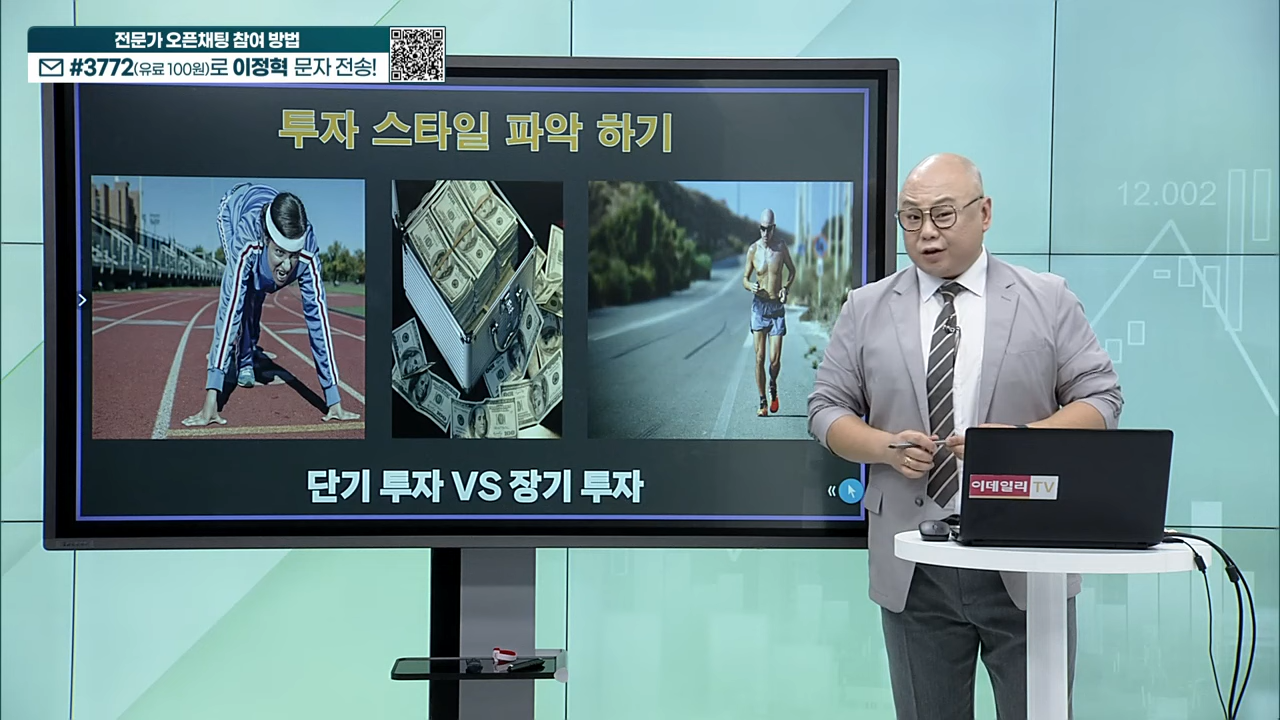 전문가 오픈채팅 참여 방법
#3772(유료 100원)로 이정혁 문자 전송!
투자 스타일 파악 하기
단기 투자 VS 장기 투자
12.002
이데일리 TV